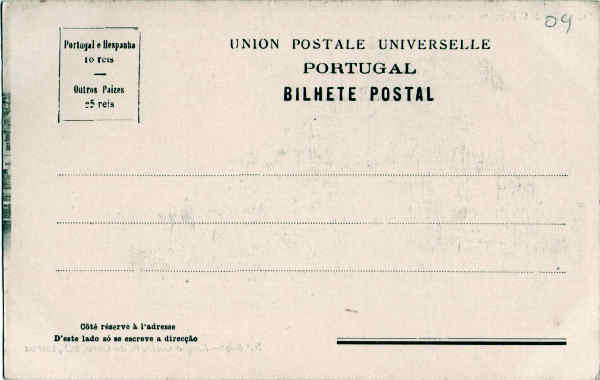 09
Portugal e Hespanha
10 reis
Outros Paizes
25 reis
UNION POSTALE UNIVERSELLE
PORTUGAL
BILHETE POSTAL
Côté réservé à l'adresse
D'este lado só se escreve a direcção